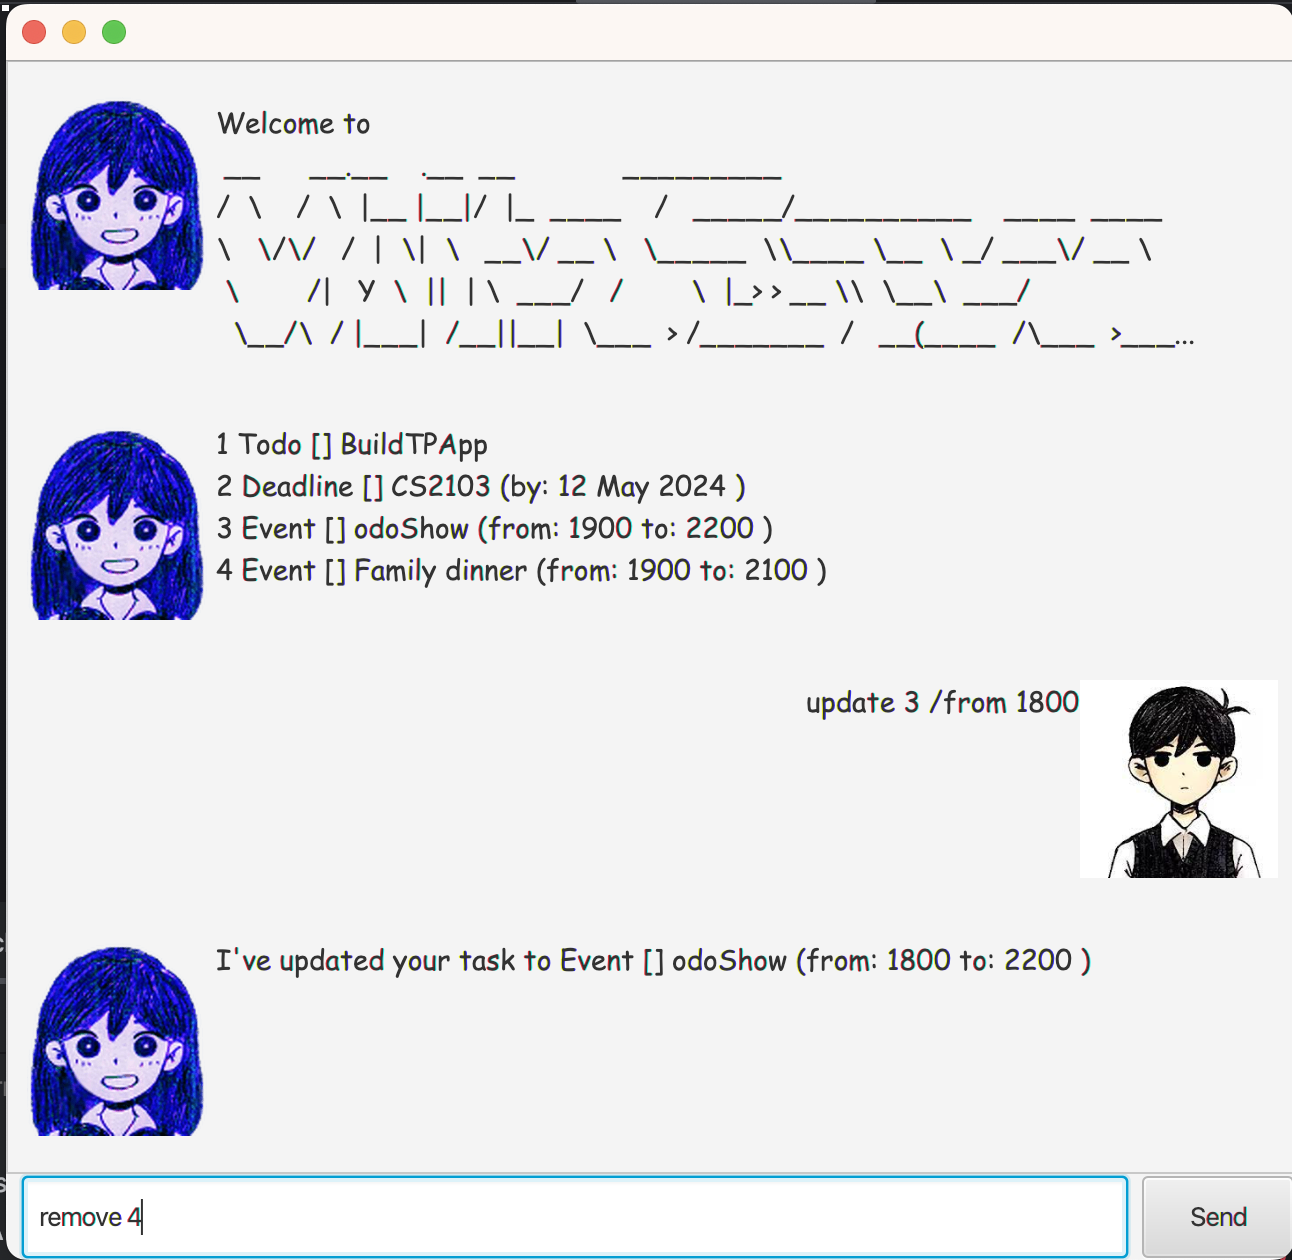 Welcome to
1 Todo [] BuildTPApp
2 Deadline [] CS2103 (by: 12 May 2024 )
3 Event [] odoShow (from: 1900 to: 2200 )
4 Event [] Family dinner (from: 1900 to: 2100 )
update 3 /from 1800
I've updated your task to Event [] odoShow (from: 1800 to: 2200 )
remove 4
Send